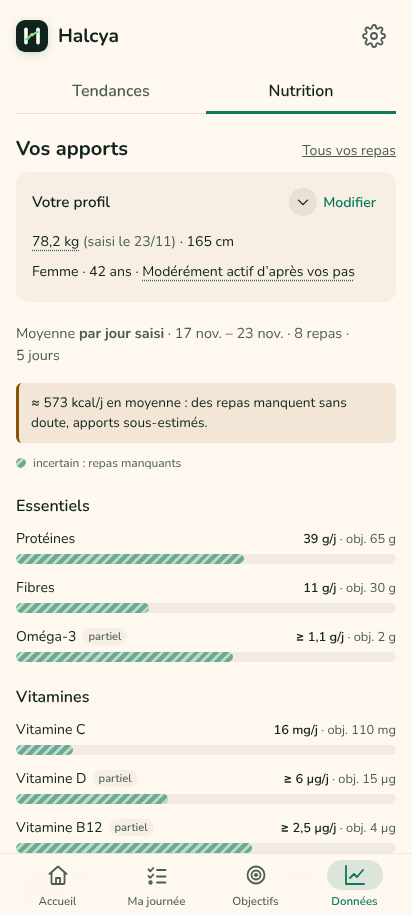 Halcya
Tendances
Nutrition
Vos apports
Tous vos repas
Votre profil
Modifier
78,2 kg (saisi le 23/11) · 165 cm
Femme · 42 ans · Modérément actif d'après vos pas
Moyenne par jour saisi · 17 nov. – 23 nov. · 8 repas ·
5 jours
≈ 573 kcal/j en moyenne : des repas manquent sans
doute, apports sous-estimés.
incertain : repas manquants
Essentiels
Protéines 39 g/j · obj. 65 g
Fibres 11 g/j · obj. 30 g
Oméga-3 partiel ≥ 1,1 g/j · obj. 2 g
Vitamines
Vitamine C 16 mg/j · obj. 110 mg
Vitamine D partiel ≥ 6 µg/j · obj. 15 µg
Vitamine B12 partiel ≥ 2,5 µg/j · obj. 4 µg
Accueil
Ma journée
Objectifs
Données